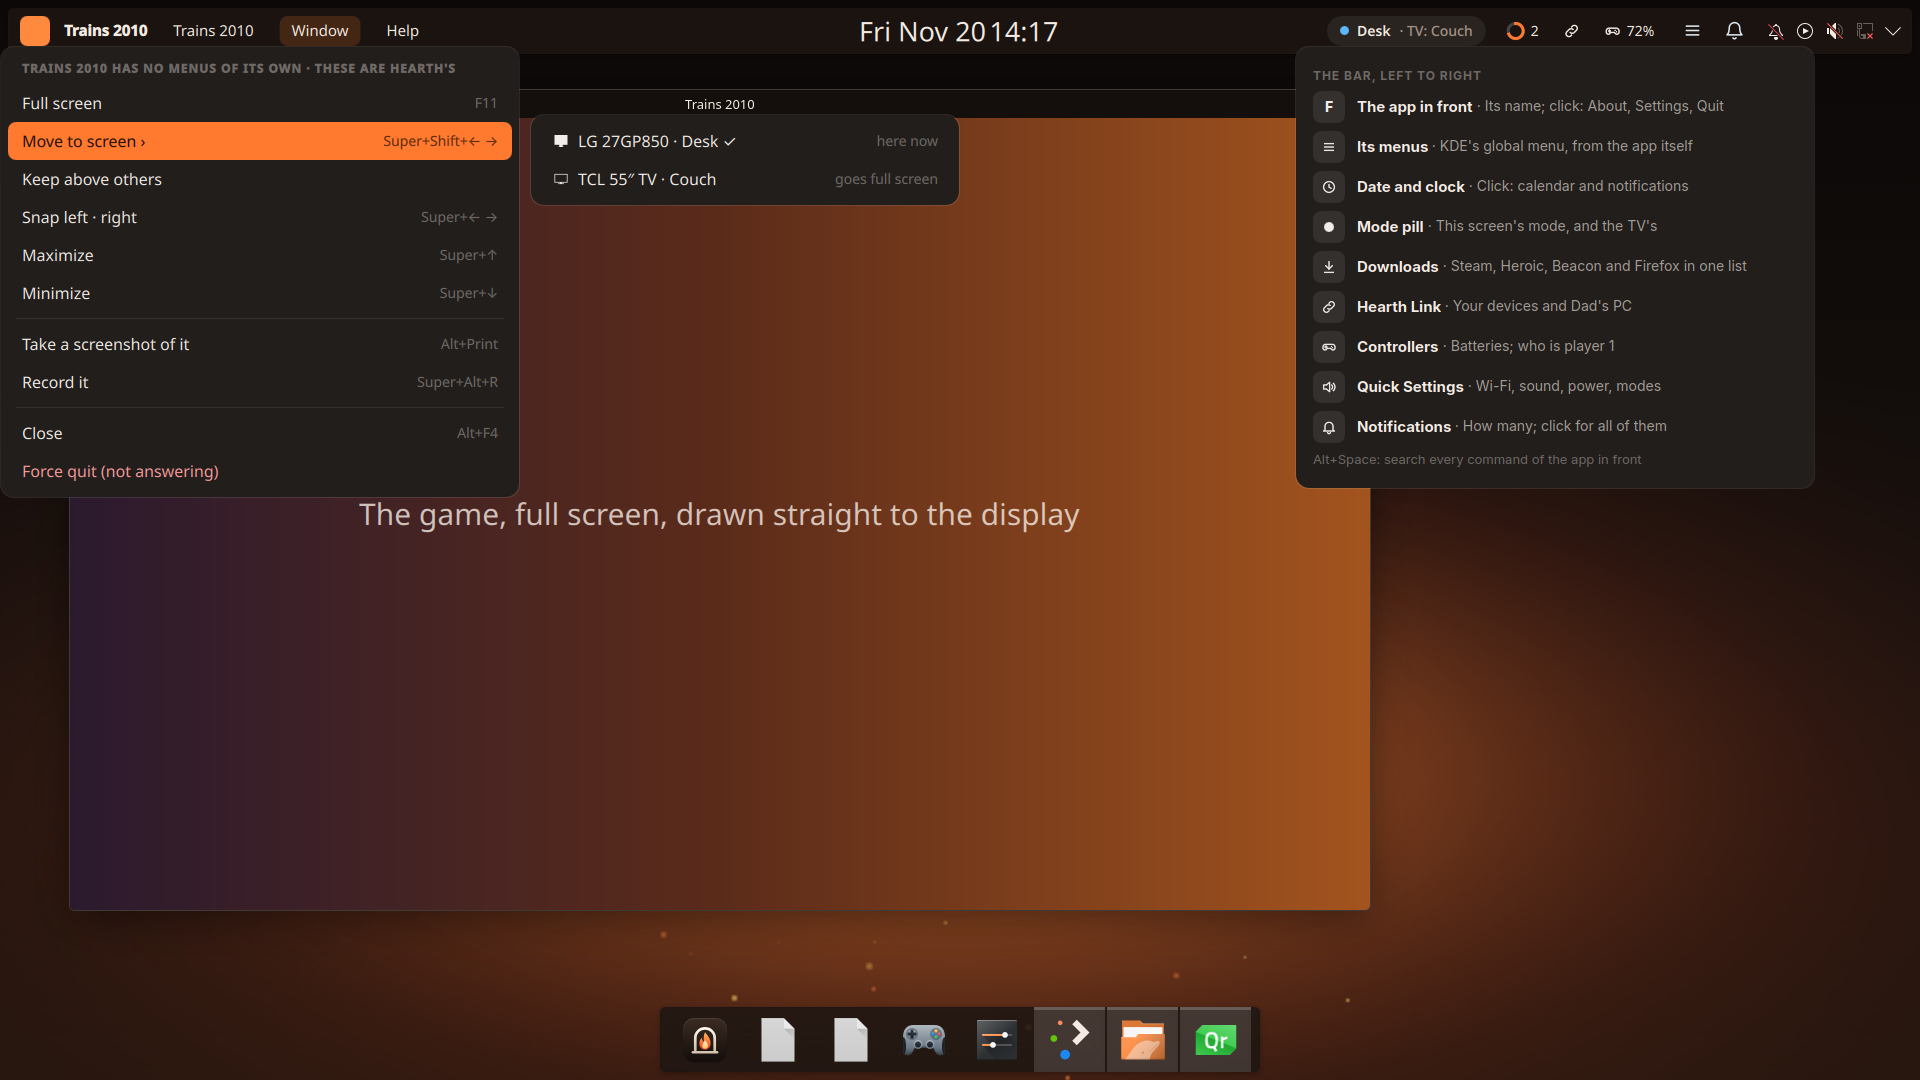 Trains 2010 Trains 2010 Window Help Fri Nov 20 14:17 Desk · TV: Couch 2 72%
TRAINS 2010 HAS NO MENUS OF ITS OWN · THESE ARE HEARTH'S
Full screen F11
Move to screen › Super+Shift+← →
Keep above others
Snap left · right Super+← →
Maximize Super+↑
Minimize Super+↓
Take a screenshot of it Alt+Print
Record it Super+Alt+R
Close Alt+F4
Force quit (not answering)
Trains 2010
LG 27GP850 · Desk ✓ here now
TCL 55″ TV · Couch goes full screen
THE BAR, LEFT TO RIGHT
F The app in front · Its name; click: About, Settings, Quit
Its menus · KDE's global menu, from the app itself
Date and clock · Click: calendar and notifications
Mode pill · This screen's mode, and the TV's
Downloads · Steam, Heroic, Beacon and Firefox in one list
Hearth Link · Your devices and Dad's PC
Controllers · Batteries; who is player 1
Quick Settings · Wi-Fi, sound, power, modes
Notifications · How many; click for all of them
Alt+Space: search every command of the app in front
The game, full screen, drawn straight to the display
Qr